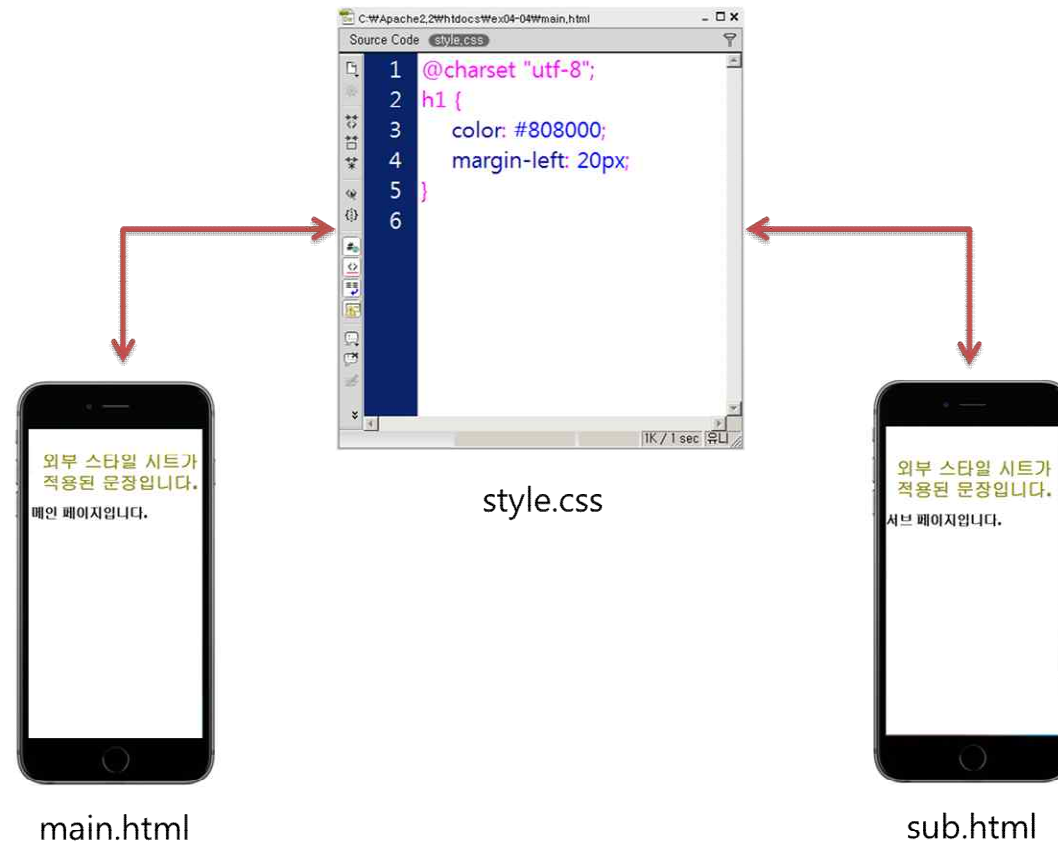 C:₩Apache2,2₩htdocs₩ex04-04₩main,html
Source Code style,css
1 @charset "utf-8";
2 h1 {
3 color: #808000;
4 margin-left: 20px;
5 }
6
1K / 1 sec 유니
style.css
외부 스타일 시트가
적용된 문장입니다.
메인 페이지입니다.
main.html
외부 스타일 시트가
적용된 문장입니다.
서브 페이지입니다.
sub.html